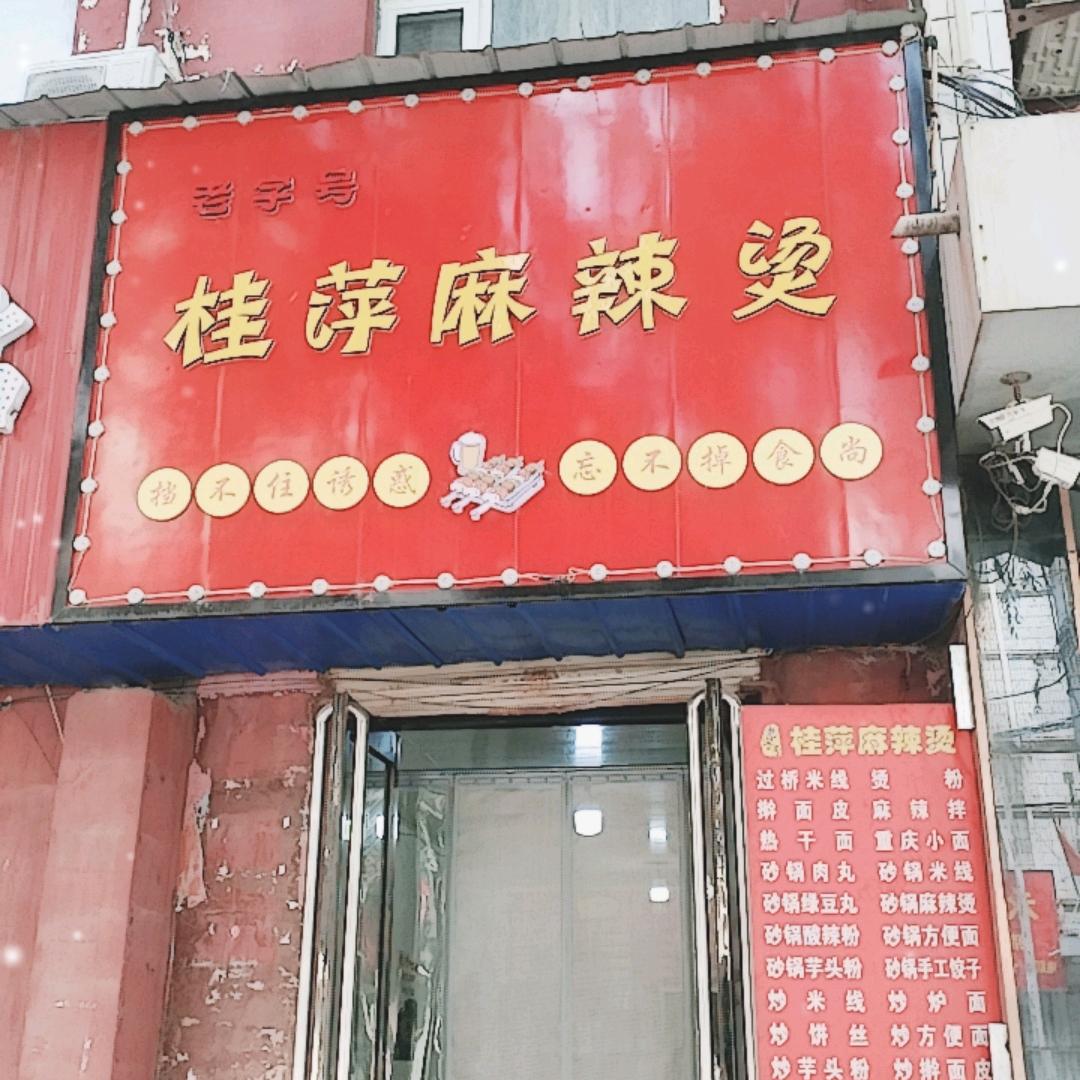 老字号
桂萍麻辣烫
挡不住诱惑 忘不掉食尚
桂萍麻辣烫
过桥米线 烫粉
擀面皮 麻辣拌
热干面 重庆小面
砂锅肉丸 砂锅米线
砂锅绿豆丸 砂锅麻辣烫
砂锅酸辣粉 砂锅方便面
砂锅芋头粉 砂锅手工饺子
炒米线 炒炉面
炒饼丝 炒方便面
炒芋头粉 炒擀面皮